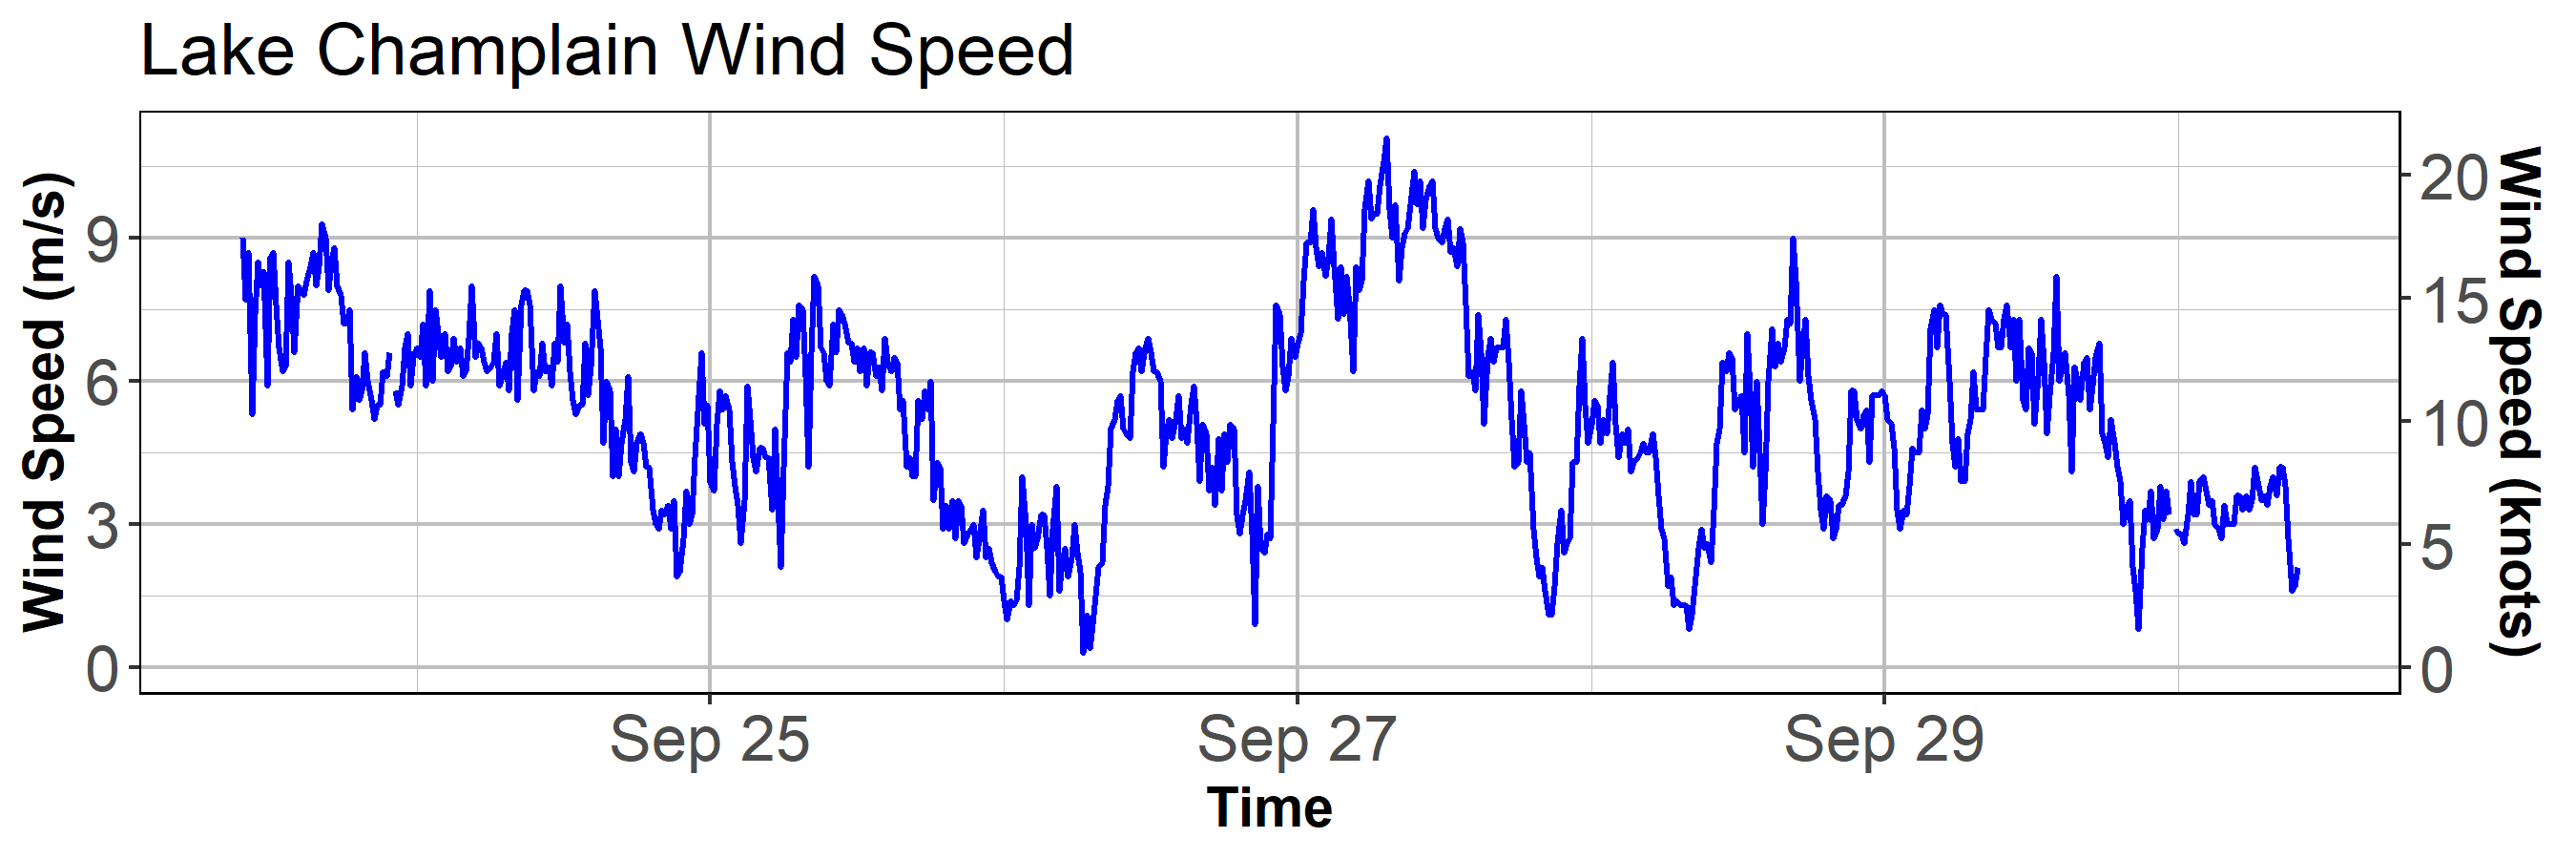 Lake Champlain Wind Speed
Wind Speed (m/s)
9
6
3
0
20
15
10
5
0
Wind Speed (knots)
Sep 25
Sep 27
Sep 29
Time